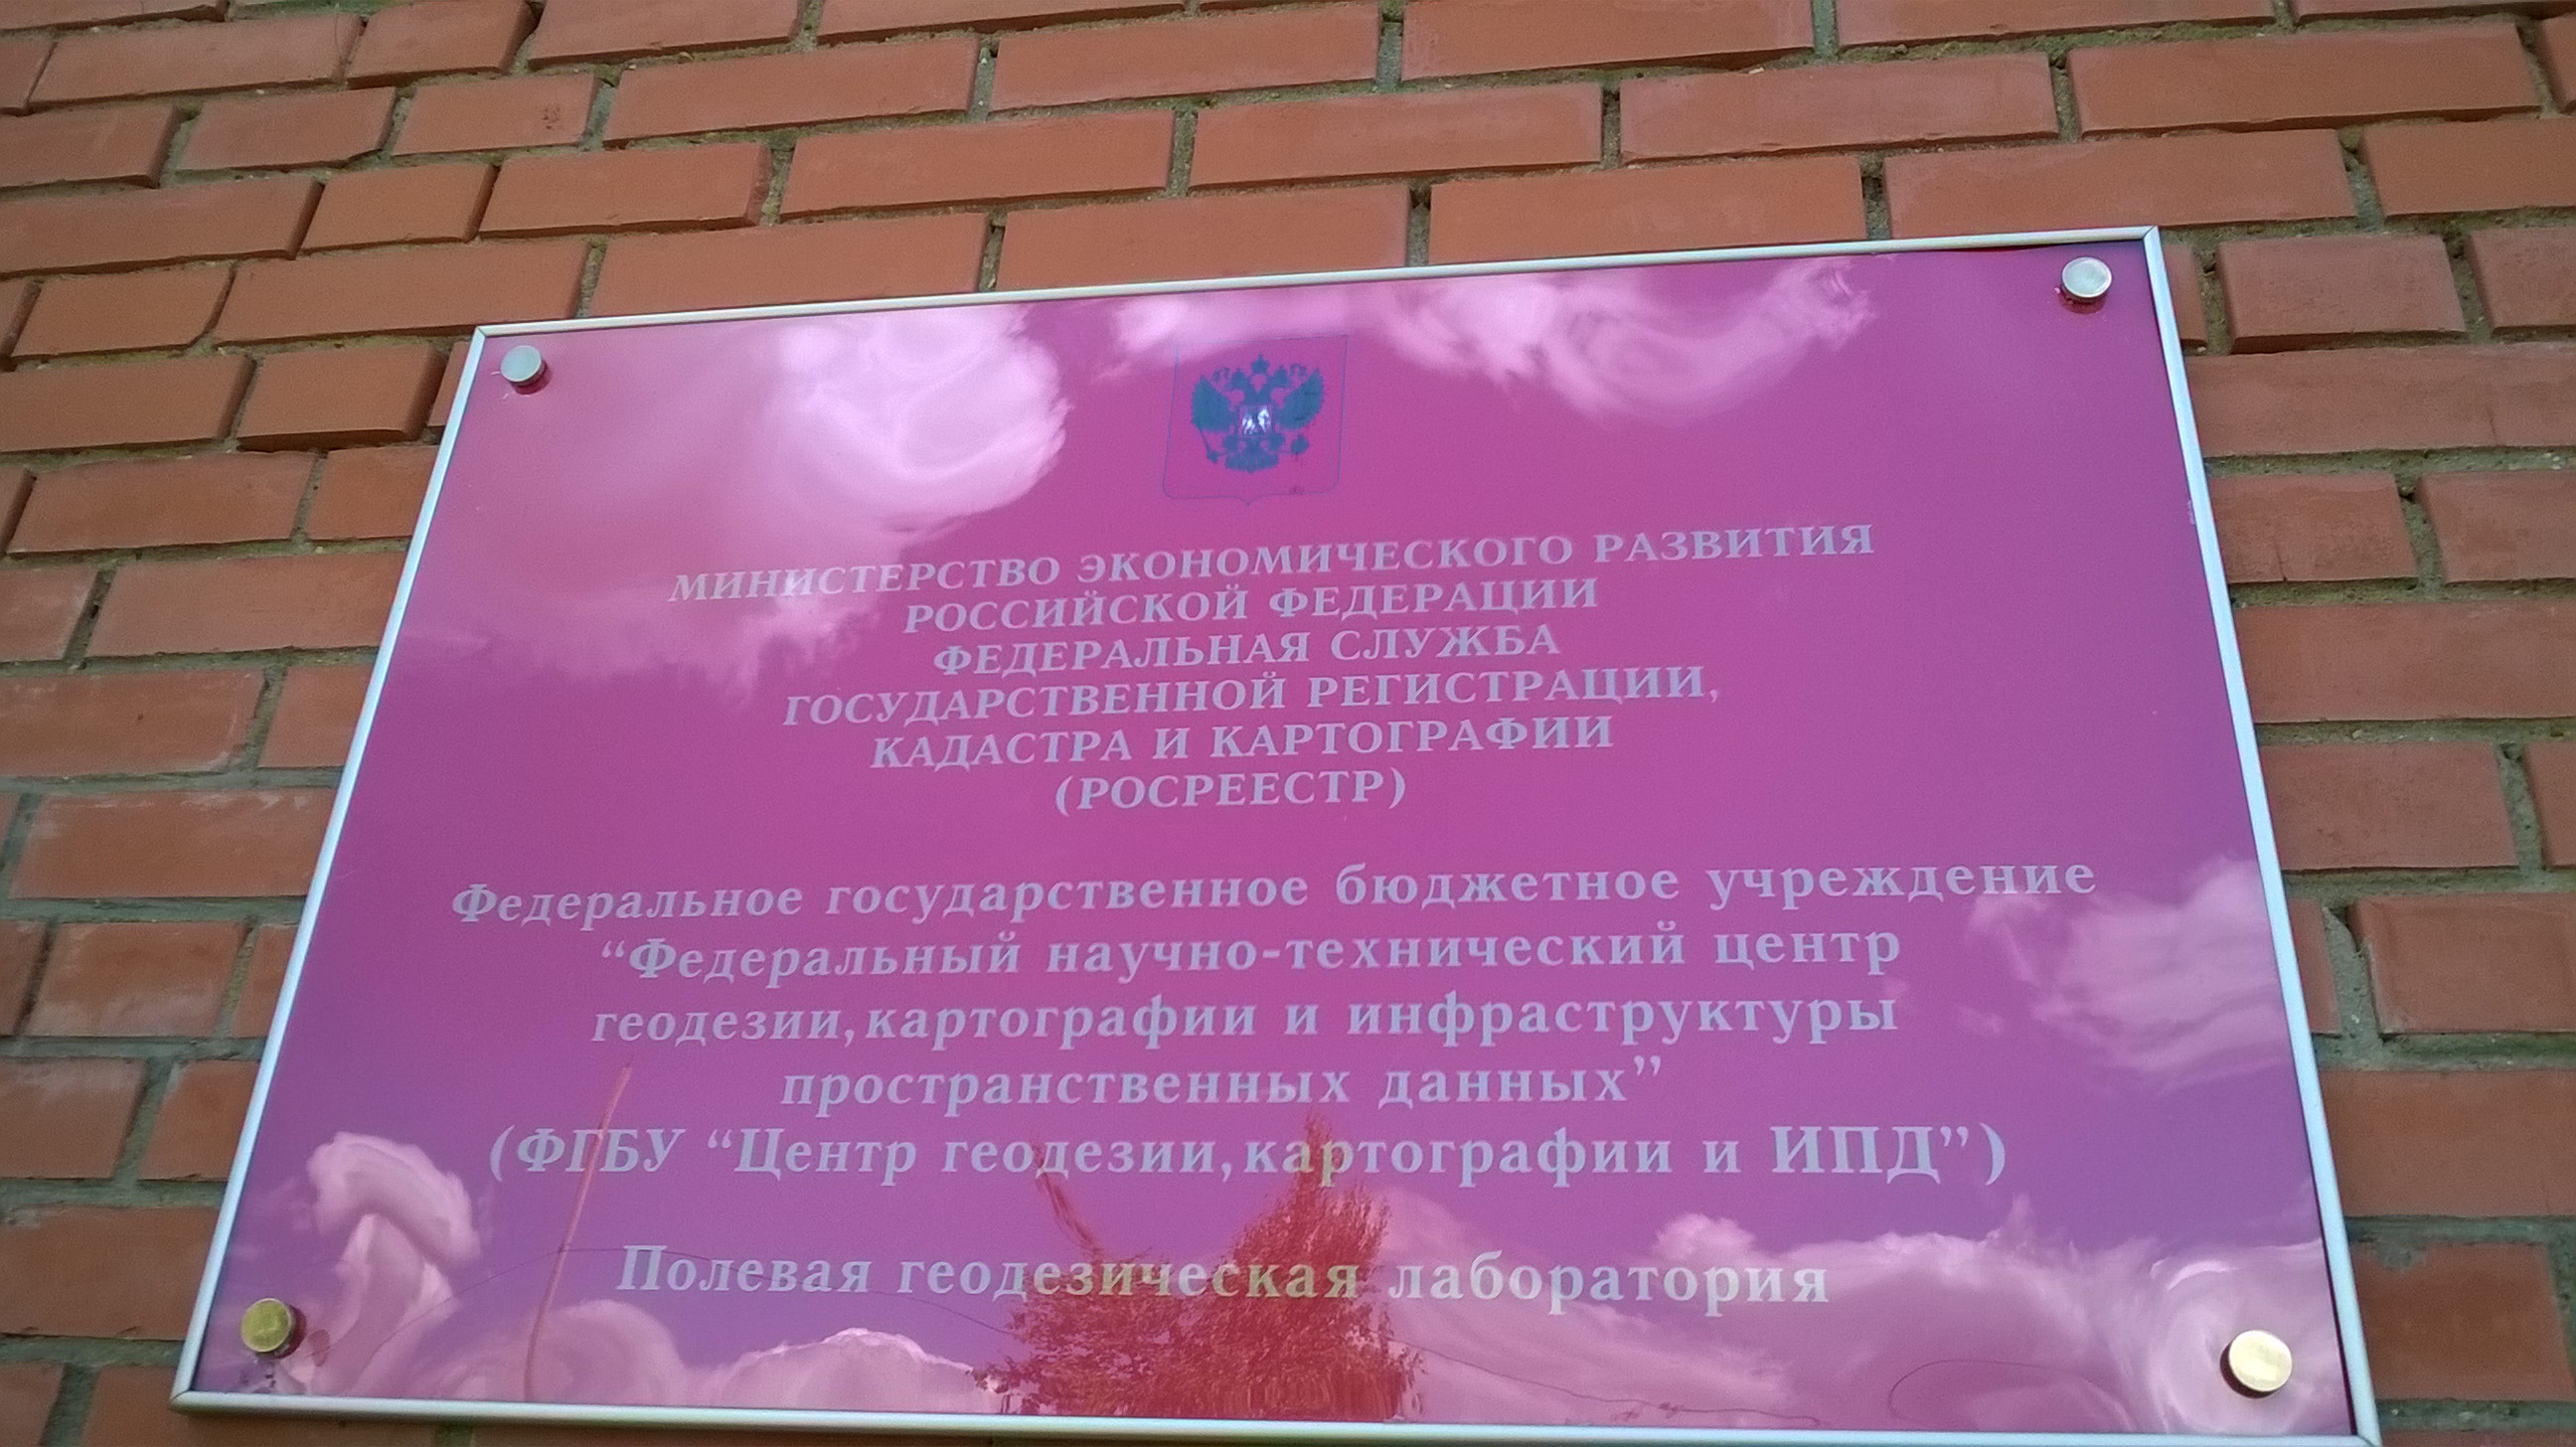 МИНИСТЕРСТВО ЭКОНОМИЧЕСКОГО РАЗВИТИЯ
РОССИЙСКОЙ ФЕДЕРАЦИИ
ФЕДЕРАЛЬНАЯ СЛУЖБА
ГОСУДАРСТВЕННОЙ РЕГИСТРАЦИИ,
КАДАСТРА И КАРТОГРАФИИ
(РОСРЕЕСТР)
Федеральное государственное бюджетное учреждение
“Федеральный научно-технический центр
геодезии,картографии и инфраструктуры
пространственных данных”
(ФГБУ “Центр геодезии,картографии и ИПД”)
Полевая геодезическая лаборатория